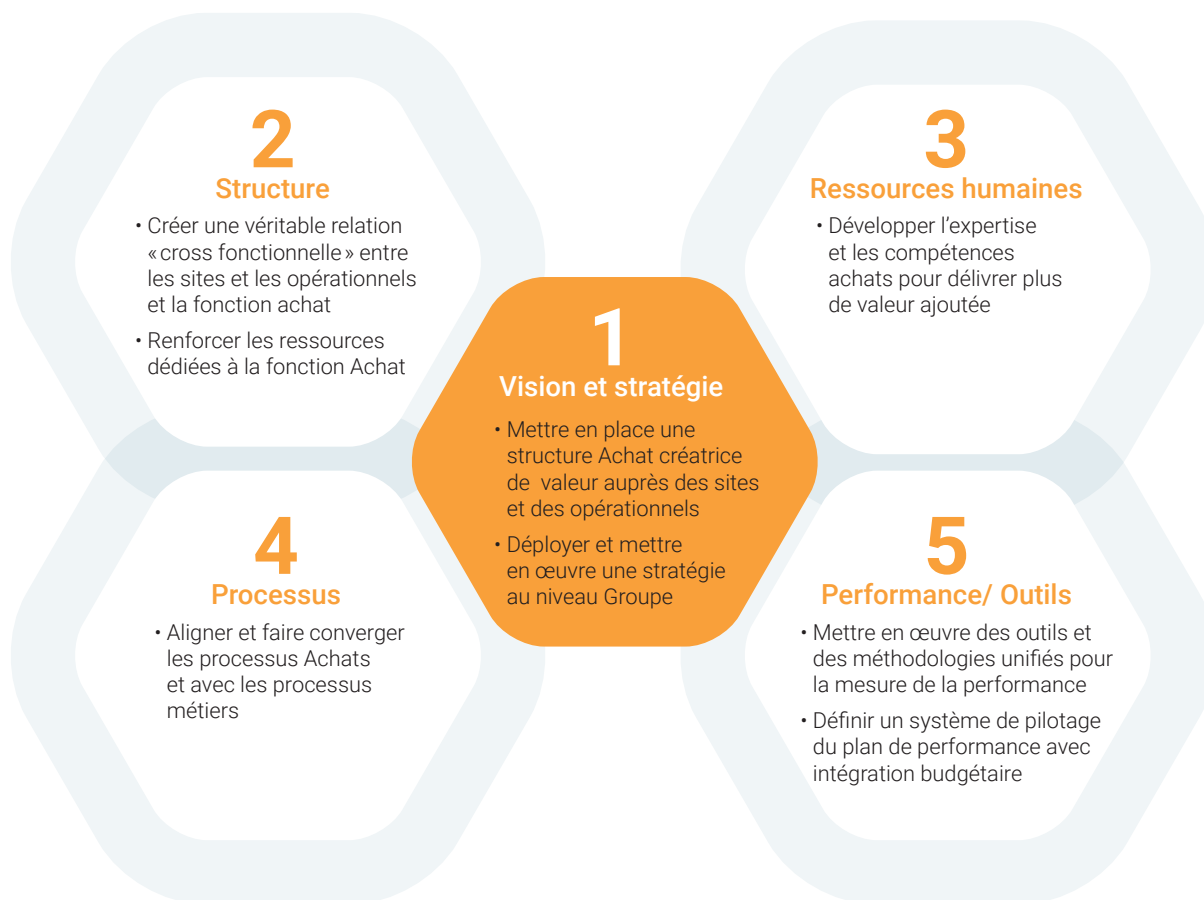 2
Structure
• Créer une véritable relation
«cross fonctionnelle» entre
les sites et les opérationnels
et la fonction achat
• Renforcer les ressources
dédiées à la fonction Achat
3
Ressources humaines
• Développer l'expertise
et les compétences
achats pour délivrer plus
de valeur ajoutée
1
Vision et stratégie
• Mettre en place une
structure Achat créatrice
de valeur auprès des sites
et des opérationnels
• Déployer et mettre
en œuvre une stratégie
au niveau Groupe
4
Processus
• Aligner et faire converger
les processus Achats
et avec les processus
métiers
5
Performance/ Outils
• Mettre en œuvre des outils et
des méthodologies unifiés pour
la mesure de la performance
• Définir un système de pilotage
du plan de performance avec
intégration budgétaire